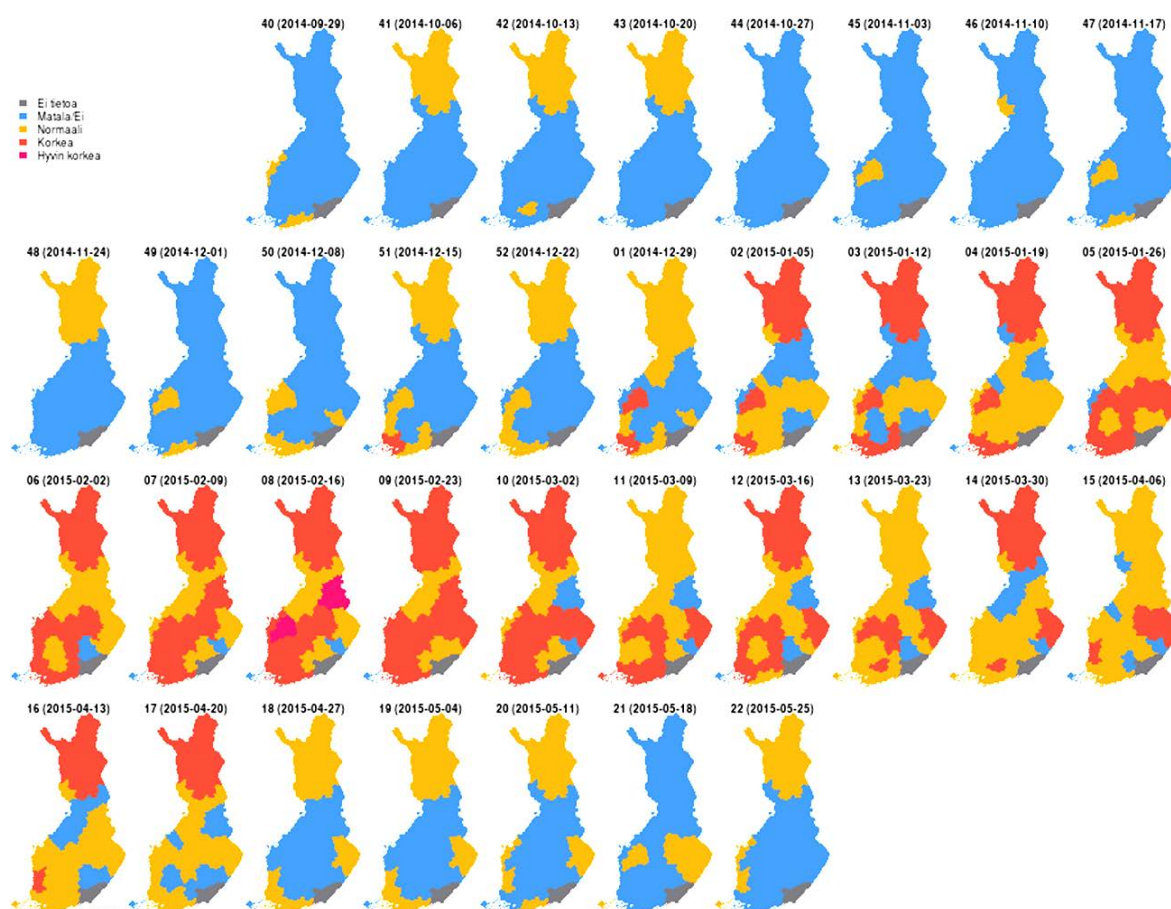 40 (2014-09-29) 41 (2014-10-06) 42 (2014-10-13) 43 (2014-10-20) 44 (2014-10-27) 45 (2014-11-03) 46 (2014-11-10) 47 (2014-11-17)
Ei tietoa
Matala/Ei
Normaali
Korkea
Hyvin korkea
48 (2014-11-24) 49 (2014-12-01) 50 (2014-12-08) 51 (2014-12-15) 52 (2014-12-22) 01 (2014-12-29) 02 (2015-01-05) 03 (2015-01-12) 04 (2015-01-19) 05 (2015-01-26)
06 (2015-02-02) 07 (2015-02-09) 08 (2015-02-16) 09 (2015-02-23) 10 (2015-03-02) 11 (2015-03-09) 12 (2015-03-16) 13 (2015-03-23) 14 (2015-03-30) 15 (2015-04-06)
16 (2015-04-13) 17 (2015-04-20) 18 (2015-04-27) 19 (2015-05-04) 20 (2015-05-11) 21 (2015-05-18) 22 (2015-05-25)